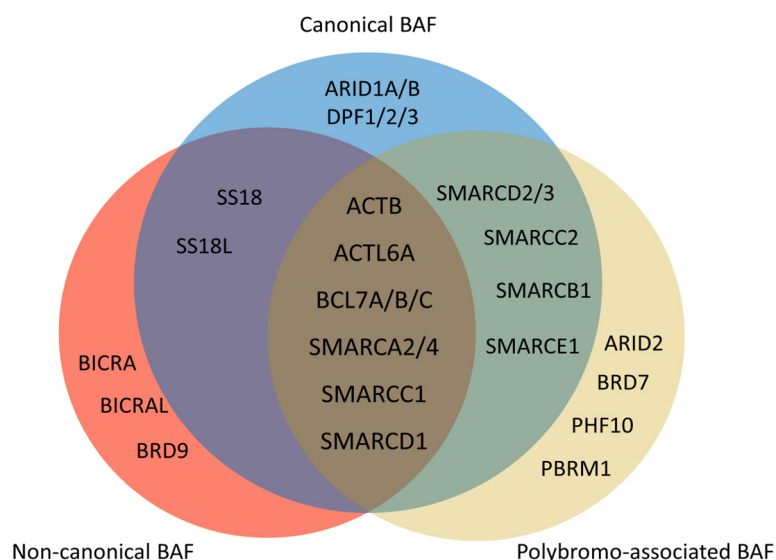 Canonical BAF
ARID1A/B
DPF1/2/3
SS18
SS18L
ACTB
ACTL6A
BCL7A/B/C
SMARCA2/4
SMARCC1
SMARCD1
SMARCD2/3
SMARCC2
SMARCB1
SMARCE1
BICRA
BICRAL
BRD9
ARID2
BRD7
PHF10
PBRM1
Non-canonical BAF
Polybromo-associated BAF